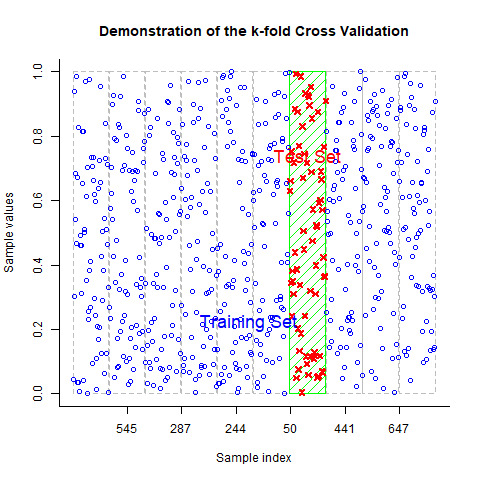 Demonstration of the k-fold Cross Validation
Sample values
1.0
0.8
0.6
0.4
0.2
0.0
Test Set
Training Set
545 287 244 50 441 647
Sample index